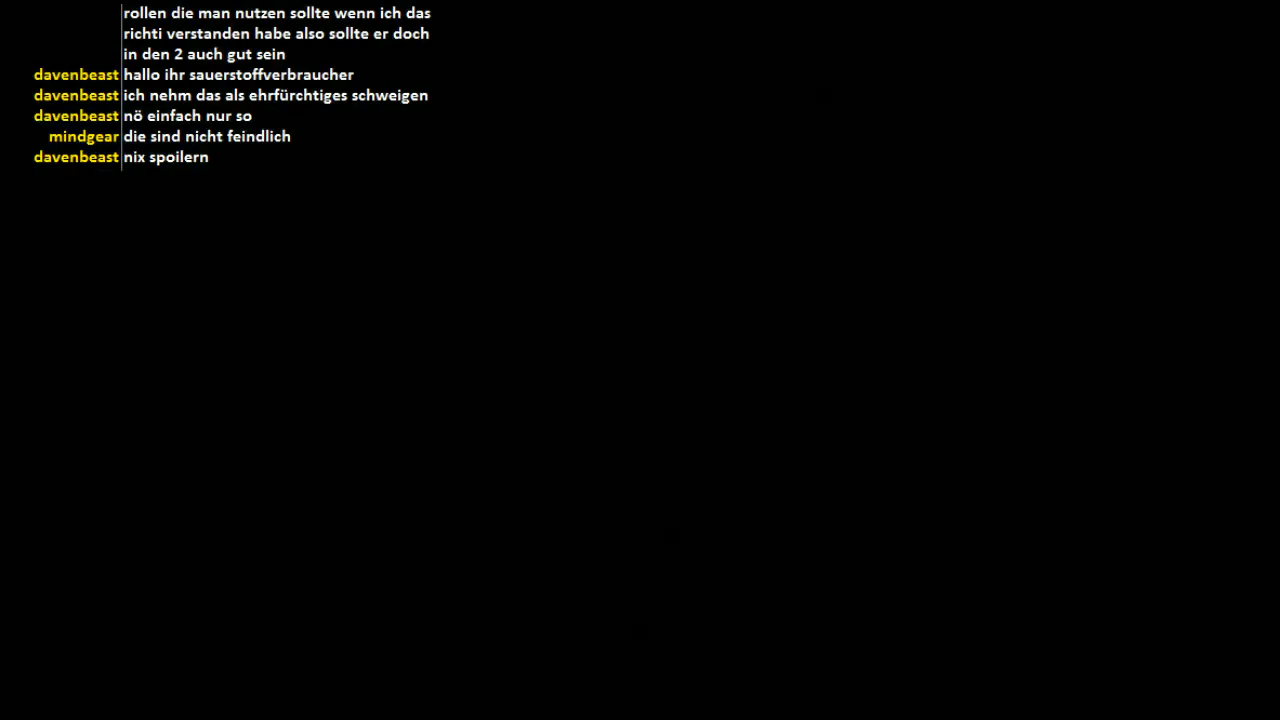 rollen die man nutzen sollte wenn ich das
richti verstanden habe also sollte er doch
in den 2 auch gut sein
davenbeast hallo ihr sauerstoffverbraucher
davenbeast ich nehm das als ehrfürchtiges schweigen
davenbeast nö einfach nur so
mindgear die sind nicht feindlich
davenbeast nix spoilern